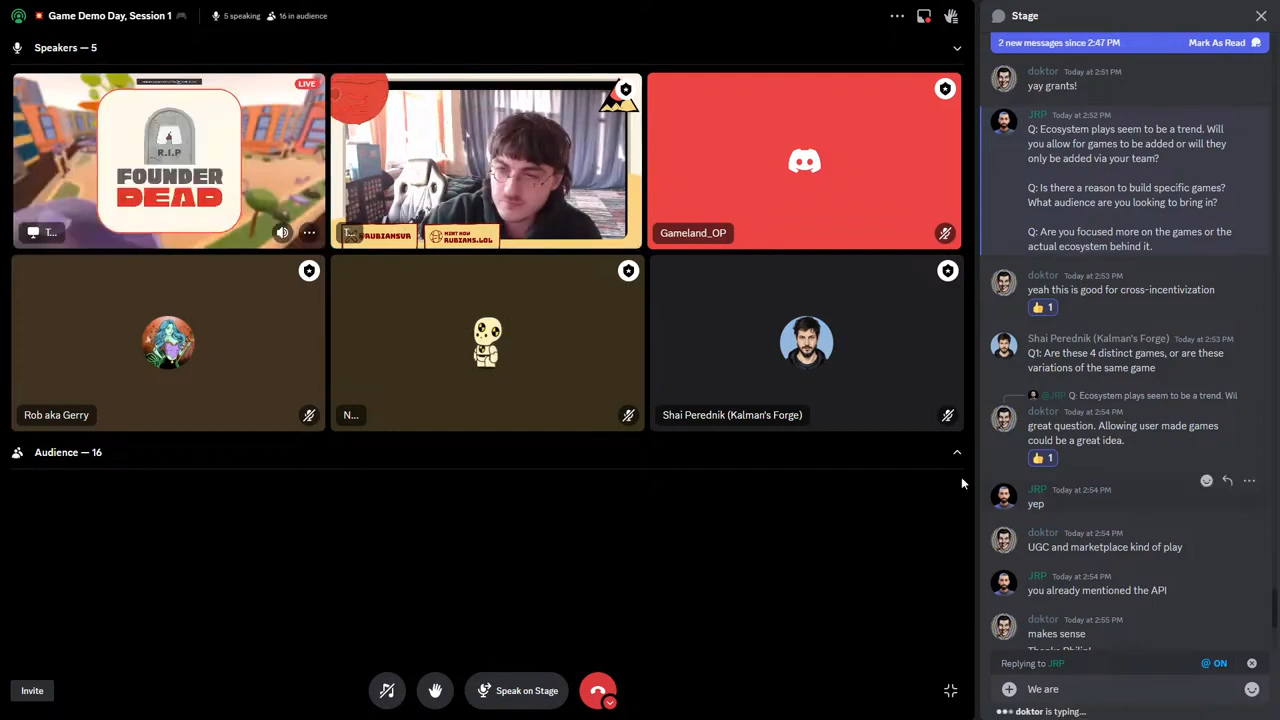 Game Demo Day, Session 1
5 speaking
16 in audience
Speakers — 5
LIVE
R.I.P
FOUNDER
DEAD
T...
T...
#RUBIANSVR
MINT NOW
RUBIANS.LOL
Gameland_OP
Rob aka Gerry
N...
Shai Perednik (Kalman's Forge)
Audience — 16
Invite
Speak on Stage
Stage
2 new messages since 2:47 PM
Mark As Read
doktor Today at 2:51 PM
yay grants!
JRP Today at 2:52 PM
Q: Ecosystem plays seem to be a trend. Will
you allow for games to be added or will they
only be added via your team?
Q: Is there a reason to build specific games?
What audience are you looking to bring in?
Q: Are you focused more on the games or the
actual ecosystem behind it.
doktor Today at 2:53 PM
yeah this is good for cross-incentivization
1
Shai Perednik (Kalman's Forge) Today at 2:53 PM
Q1: Are these 4 distinct games, or are these
variations of the same game
@JRP Q: Ecosystem plays seem to be a trend. Wil
doktor Today at 2:54 PM
great question. Allowing user made games
could be a great idea.
1
JRP Today at 2:54 PM
yep
doktor Today at 2:54 PM
UGC and marketplace kind of play
JRP Today at 2:54 PM
you already mentioned the API
doktor Today at 2:55 PM
makes sense
Thanks Philip!
Replying to JRP
@ ON
We are
doktor is typing...